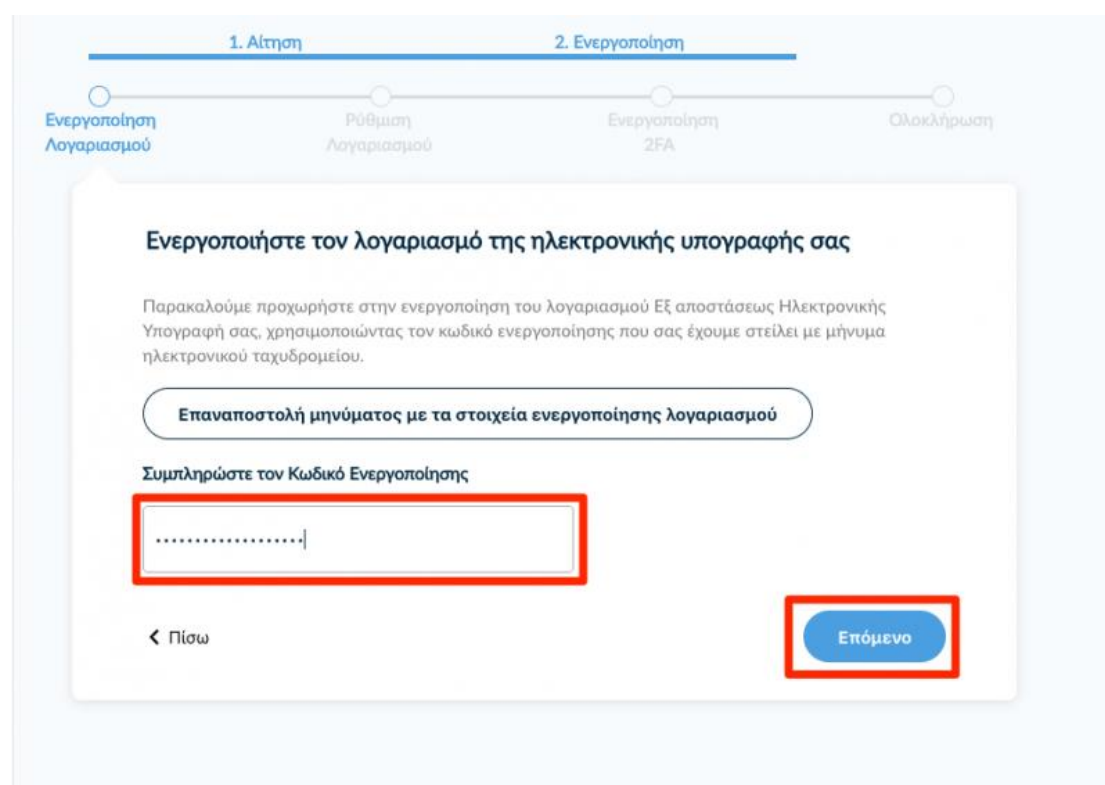 1. Αίτηση
2. Ενεργοποίηση
Ενεργοποίηση
Λογαριασμού
Ρύθμιση
Λογαριασμού
Ενεργοποίηση
2FA
Ολοκλήρωση
Ενεργοποιήστε τον λογαριασμό της ηλεκτρονικής υπογραφής σας
Παρακαλούμε προχωρήστε στην ενεργοποίηση του λογαριασμού Εξ αποστάσεως Ηλεκτρονικής
Υπογραφή σας, χρησιμοποιώντας τον κωδικό ενεργοποίησης που σας έχουμε στείλει με μήνυμα
ηλεκτρονικού ταχυδρομείου.
Επαναποστολή μηνύματος με τα στοιχεία ενεργοποίησης λογαριασμού
Συμπληρώστε τον Κωδικό Ενεργοποίησης
Πίσω
Επόμενο